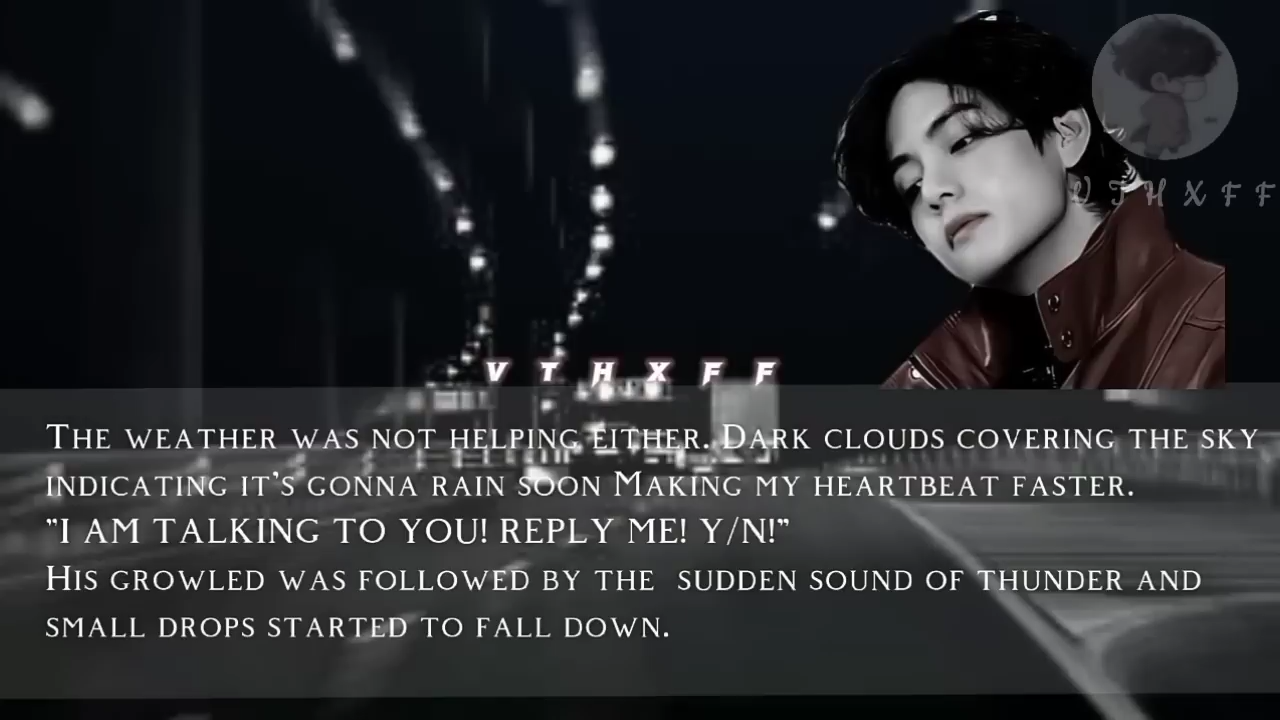 VTHXFF
VTHXFF
The weather was not helping either. Dark clouds covering the sky
indicating it's gonna rain soon Making my heartbeat faster.
"I AM TALKING TO YOU! REPLY ME! Y/N!"
His growled was followed by the  sudden sound of thunder and
small drops started to fall down.